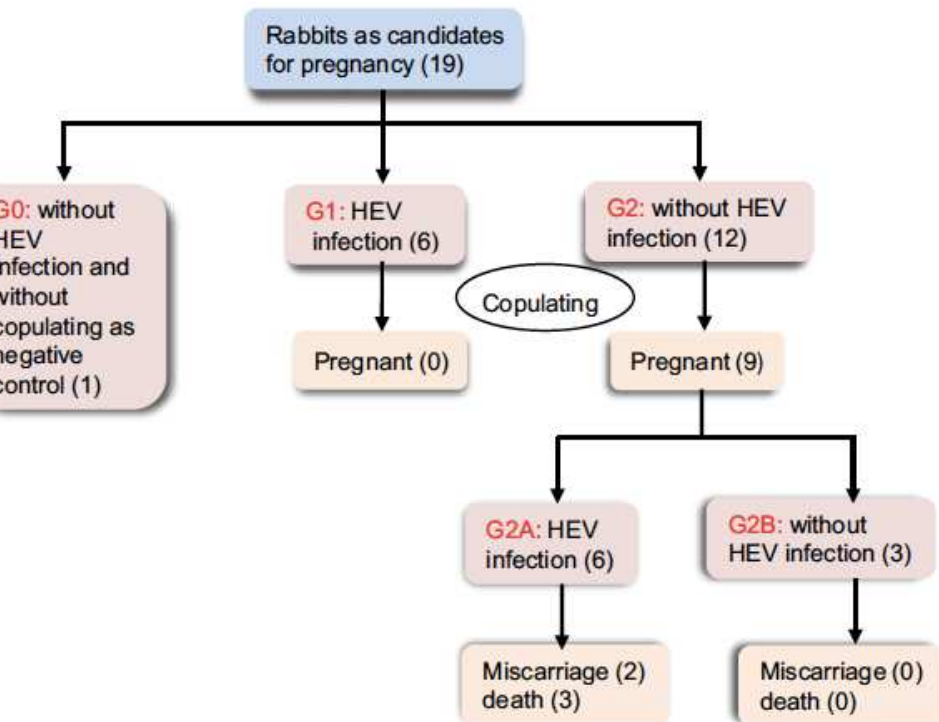 Rabbits as candidates
for pregnancy (19)
G0: without
HEV
infection and
without
copulating as
negative
control (1)
G1: HEV
infection (6)
G2: without HEV
infection (12)
Copulating
Pregnant (0)
Pregnant (9)
G2A: HEV
infection (6)
G2B: without
HEV infection (3)
Miscarriage (2)
death (3)
Miscarriage (0)
death (0)